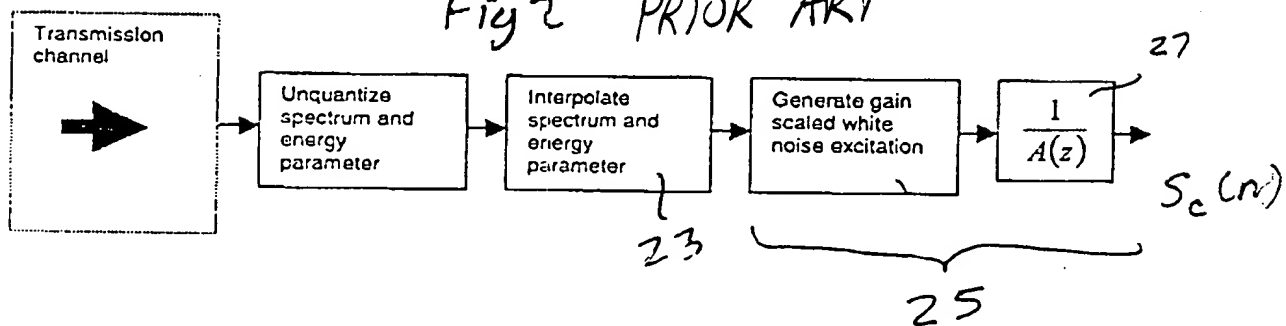 Fig 2 PRIOR ART
Transmission
channel
Unquantize
spectrum and
energy
parameter
Interpolate
spectrum and
energy
parameter
23
Generate gain
scaled white
noise excitation
27
1
A(z)
S_c(n)
25